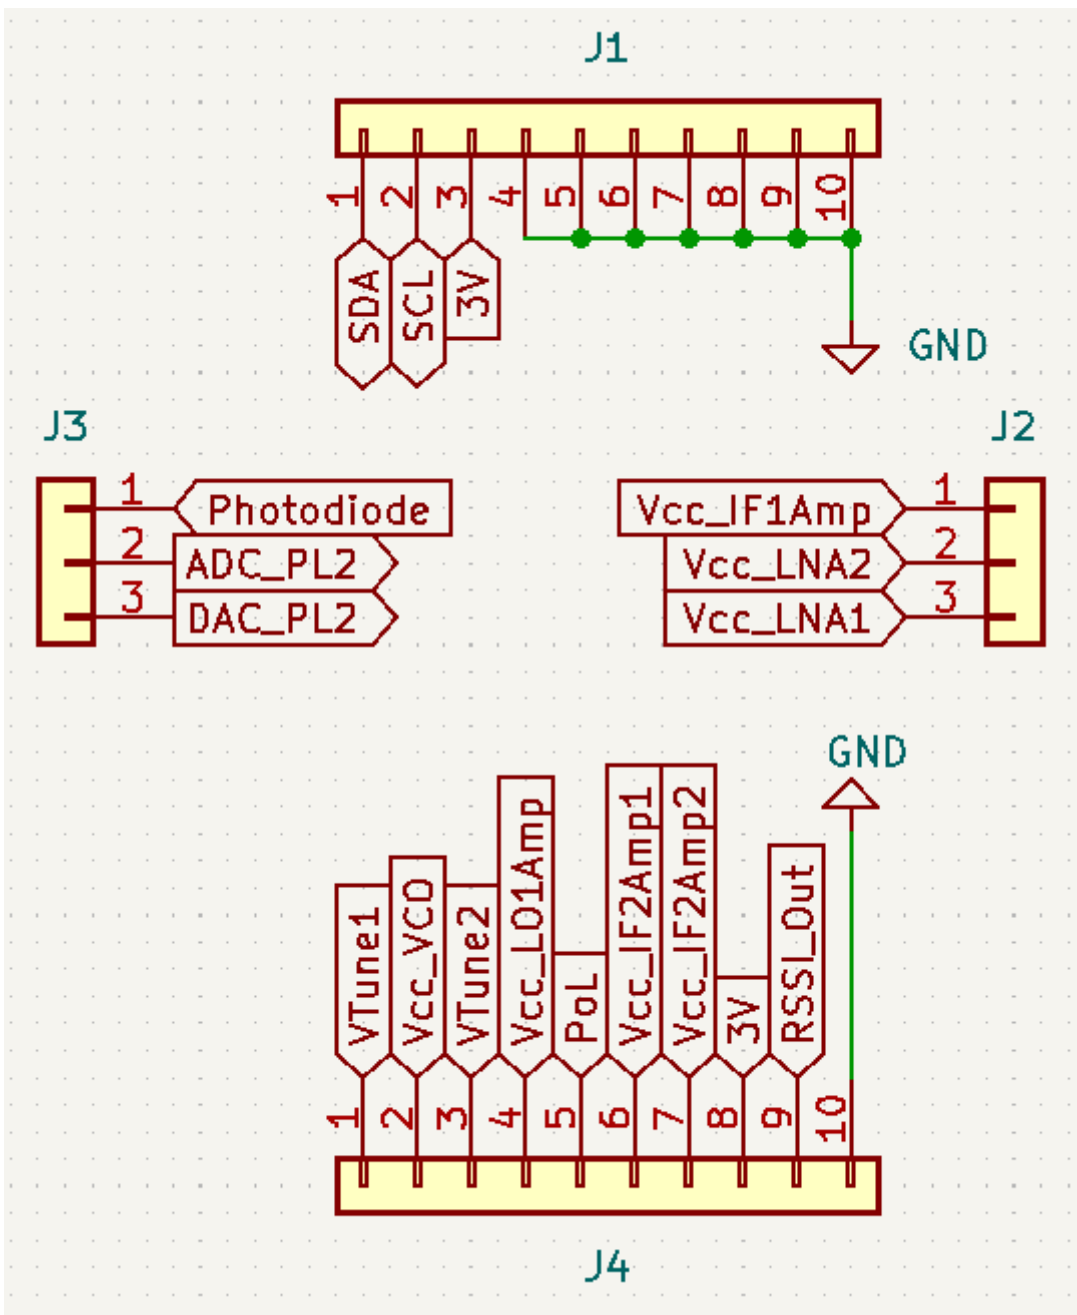 J1
1 2 3 4 5 6 7 8 9 10
SDA SCL 3V
GND
J3
1 Photodiode
2 ADC_PL2
3 DAC_PL2
J2
Vcc_IF1Amp 1
Vcc_LNA2 2
Vcc_LNA1 3
GND
VTune1 Vcc_VCO VTune2 Vcc_LO1Amp PoL Vcc_IF2Amp1 Vcc_IF2Amp2 3V RSSI_Out
1 2 3 4 5 6 7 8 9 10
J4